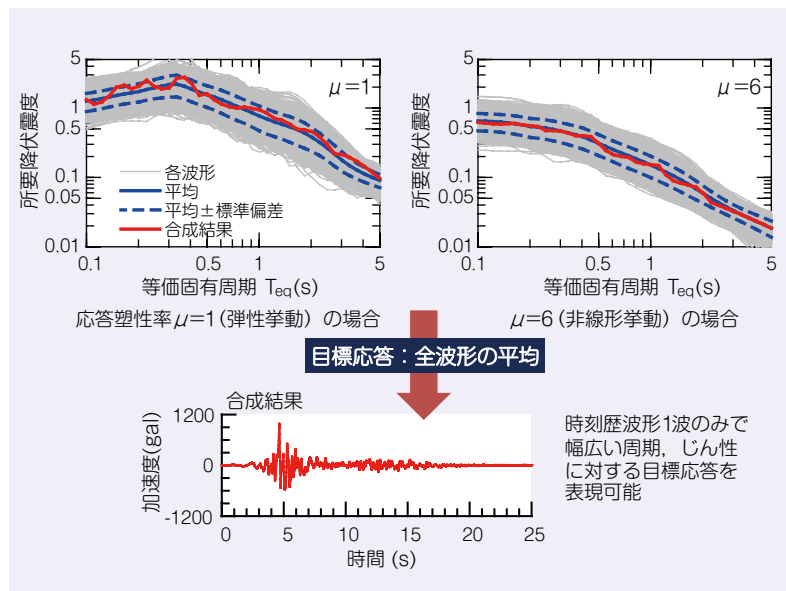 5
1
0.5
0.1
0.05
0.01
所要降伏震度
μ=1
各波形
平均
平均±標準偏差
合成結果
0.1
0.5
1
5
等価固有周期 Teq(s)
応答塑性率μ=1(弾性挙動)の場合
5
1
0.5
0.1
0.05
0.01
所要降伏震度
μ=6
0.1
0.5
1
5
等価固有周期 Teq(s)
μ=6(非線形挙動)の場合
目標応答:全波形の平均
合成結果
1200
0
-1200
加速度(gal)
0
5
10
15
20
25
時間 (s)
時刻歴波形1波のみで
幅広い周期,じん性
に対する目標応答を
表現可能